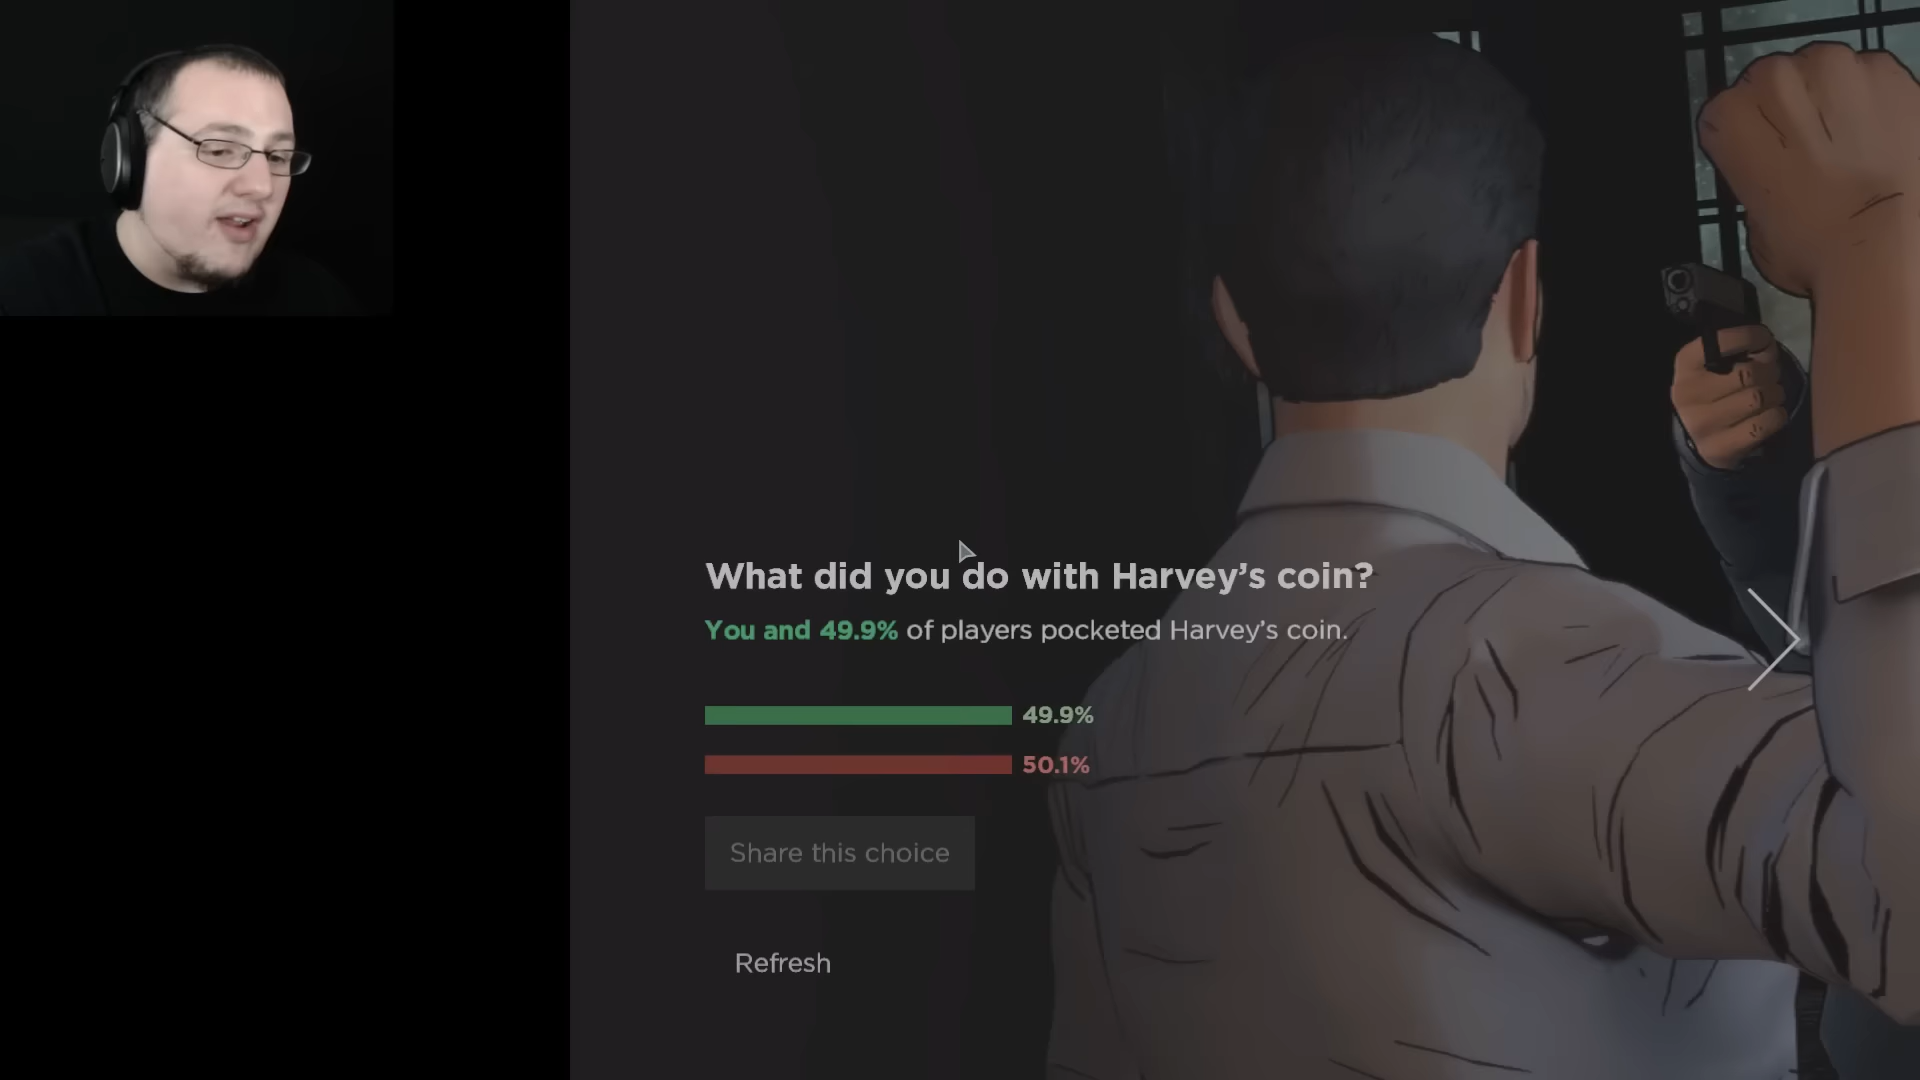 What did you do with Harvey's coin?
You and 49.9% of players pocketed Harvey's coin.
49.9%
50.1%
Share this choice
Refresh